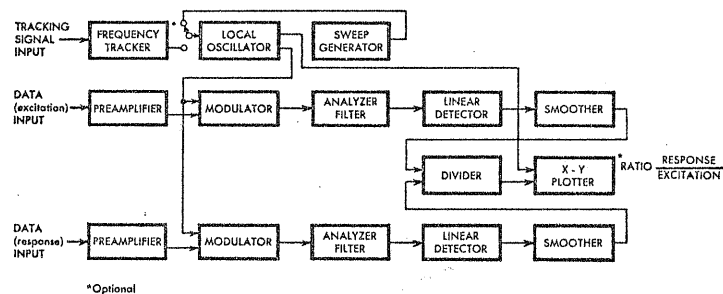 TRACKING
SIGNAL
INPUT
FREQUENCY
TRACKER
*
LOCAL
OSCILLATOR
SWEEP
GENERATOR
DATA
(excitation)
INPUT
PREAMPLIFIER
MODULATOR
ANALYZER
FILTER
LINEAR
DETECTOR
SMOOTHER
DIVIDER
X - Y
PLOTTER
*RATIO RESPONSE
EXCITATION
DATA
(response)
INPUT
PREAMPLIFIER
MODULATOR
ANALYZER
FILTER
LINEAR
DETECTOR
SMOOTHER
*Optional